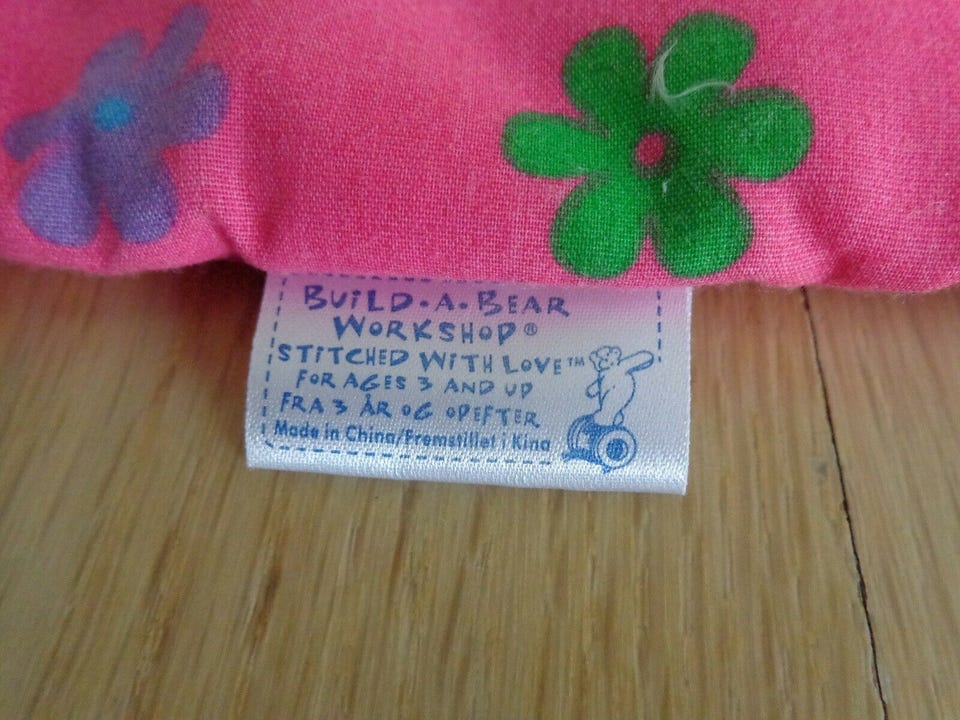 BUILD·A·BEAR
WORKSHOP®
STITCHED WITH LOVE™
FOR AGES 3 AND UP
FRA 3 ÅR OG OPEFTER
Made in China/Fremstillet i Kina